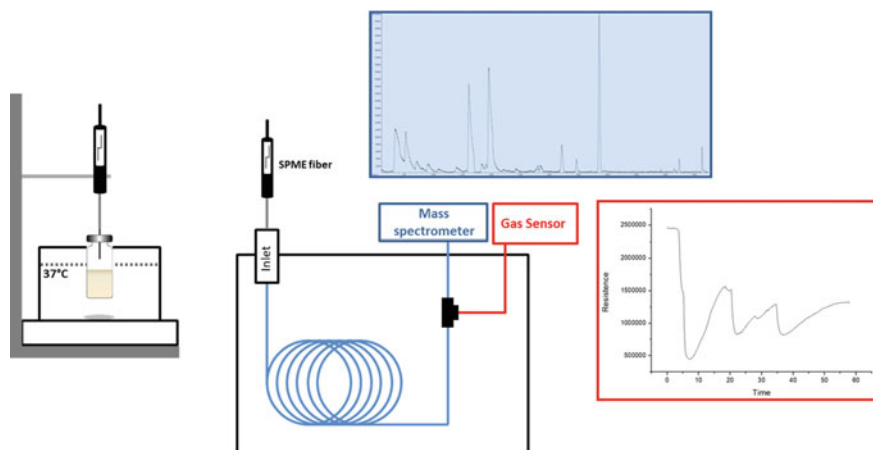 37°C
SPME fiber
Inlet
Mass
spectrometer
Gas Sensor
Resistence
2500000
2000000
1500000
1000000
500000
0 10 20 30 40 50 60
Time